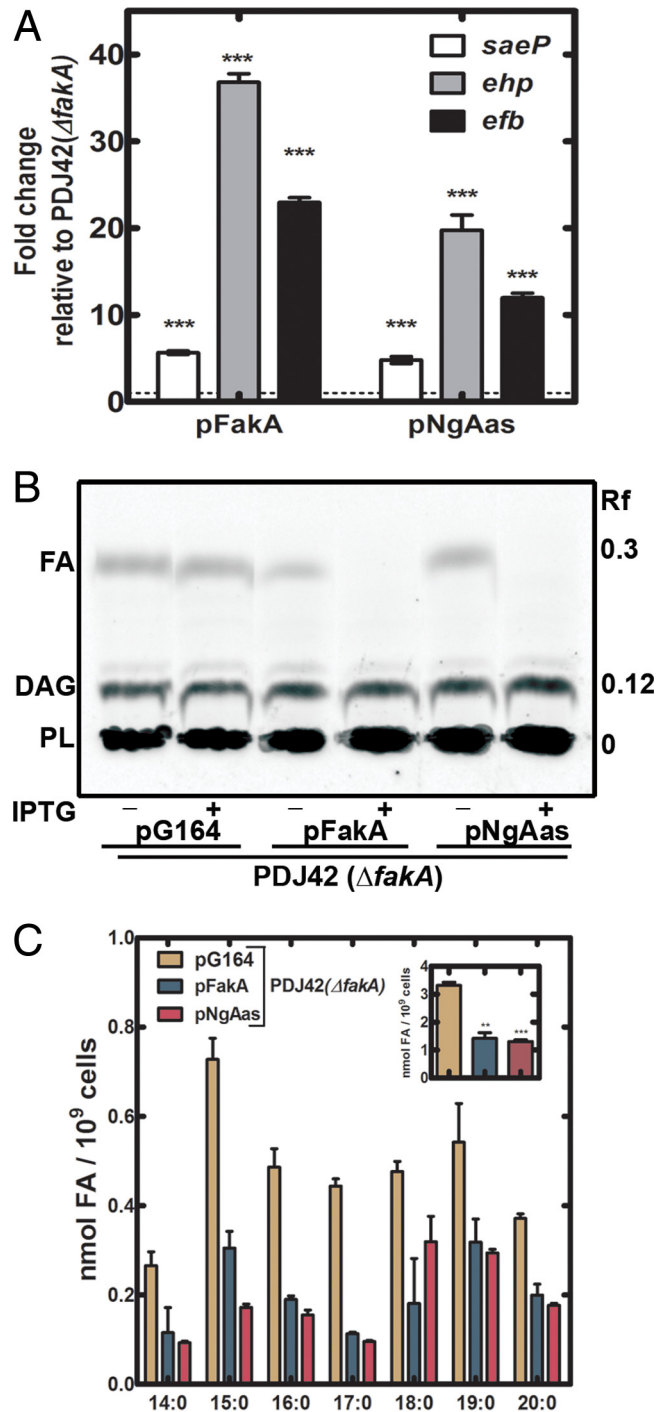 A
Fold change
relative to PDJ42(ΔfakA)
40
30
20
10
0
saeP
ehp
efb
***
***
***
***
***
***
pFakA
pNgAas
B
Rf
FA
0.3
DAG
0.12
PL
0
IPTG
– + – + – +
pG164 pFakA pNgAas
PDJ42 (ΔfakA)
C
nmol FA / 10⁹ cells
1.0
0.8
0.6
0.4
0.2
0.0
pG164
pFakA
pNgAas
PDJ42(ΔfakA)
nmol FA / 10⁹ cells
4
3
2
1
0
**
***
14:0 15:0 16:0 17:0 18:0 19:0 20:0